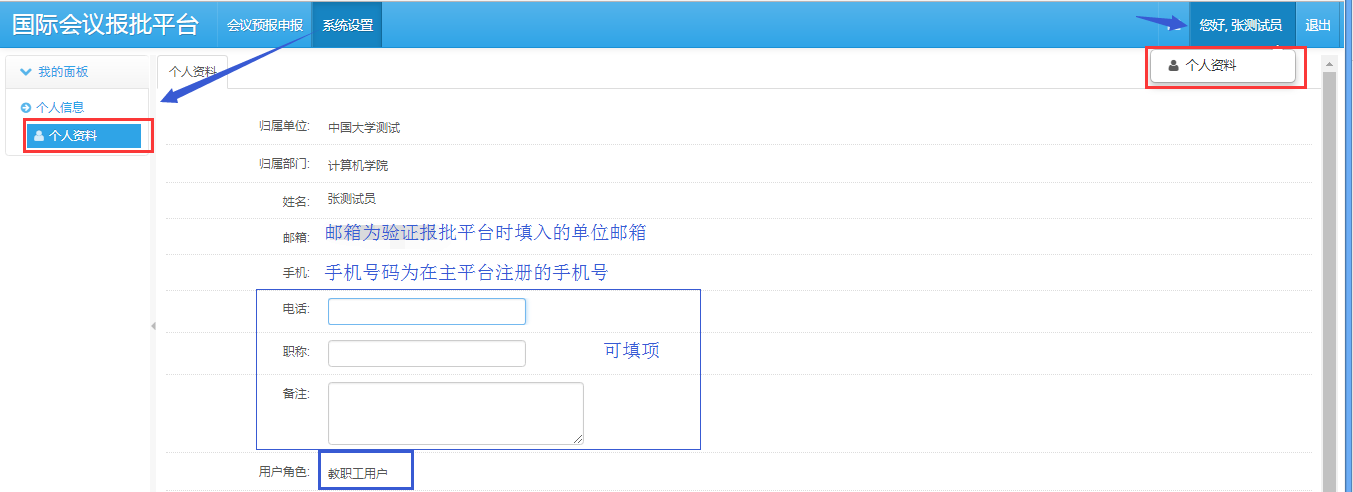 国际会议报批平台 会议预报申报 系统设置 您好, 张测试员 退出
个人资料
我的面板
个人资料
个人信息
个人资料
归属单位: 中国大学测试
归属部门: 计算机学院
姓名: 张测试员
邮箱: 邮箱为验证报批平台时填入的单位邮箱
手机: 手机号码为在主平台注册的手机号
电话:
职称: 可填项
备注:
用户角色: 教职工用户